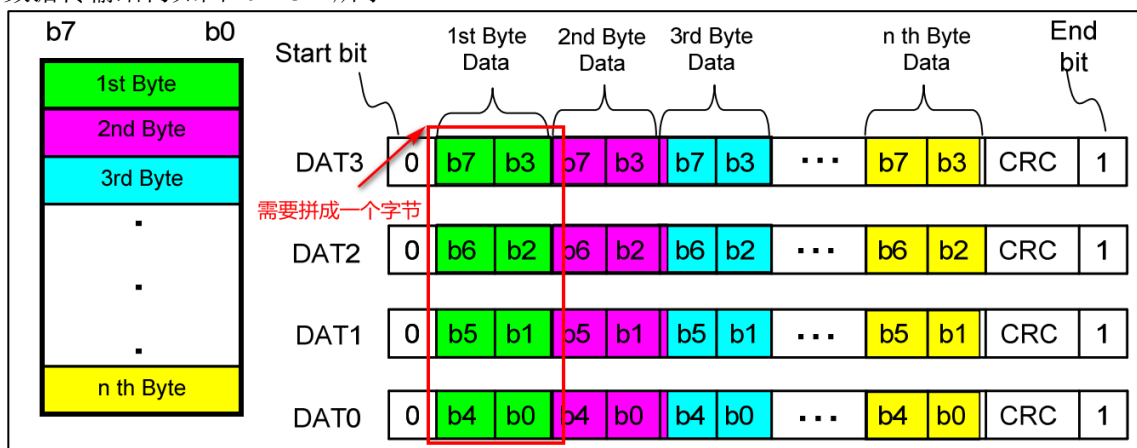 b7 b0
1st Byte
2nd Byte
3rd Byte
n th Byte
Start bit
1st Byte Data
2nd Byte Data
3rd Byte Data
n th Byte Data
End bit
DAT3 0 b7 b3 b7 b3 b7 b3 ... b7 b3 CRC 1
需要拼成一个字节
DAT2 0 b6 b2 b6 b2 b6 b2 ... b6 b2 CRC 1
DAT1 0 b5 b1 b5 b1 b5 b1 ... b5 b1 CRC 1
DAT0 0 b4 b0 b4 b0 b4 b0 ... b4 b0 CRC 1